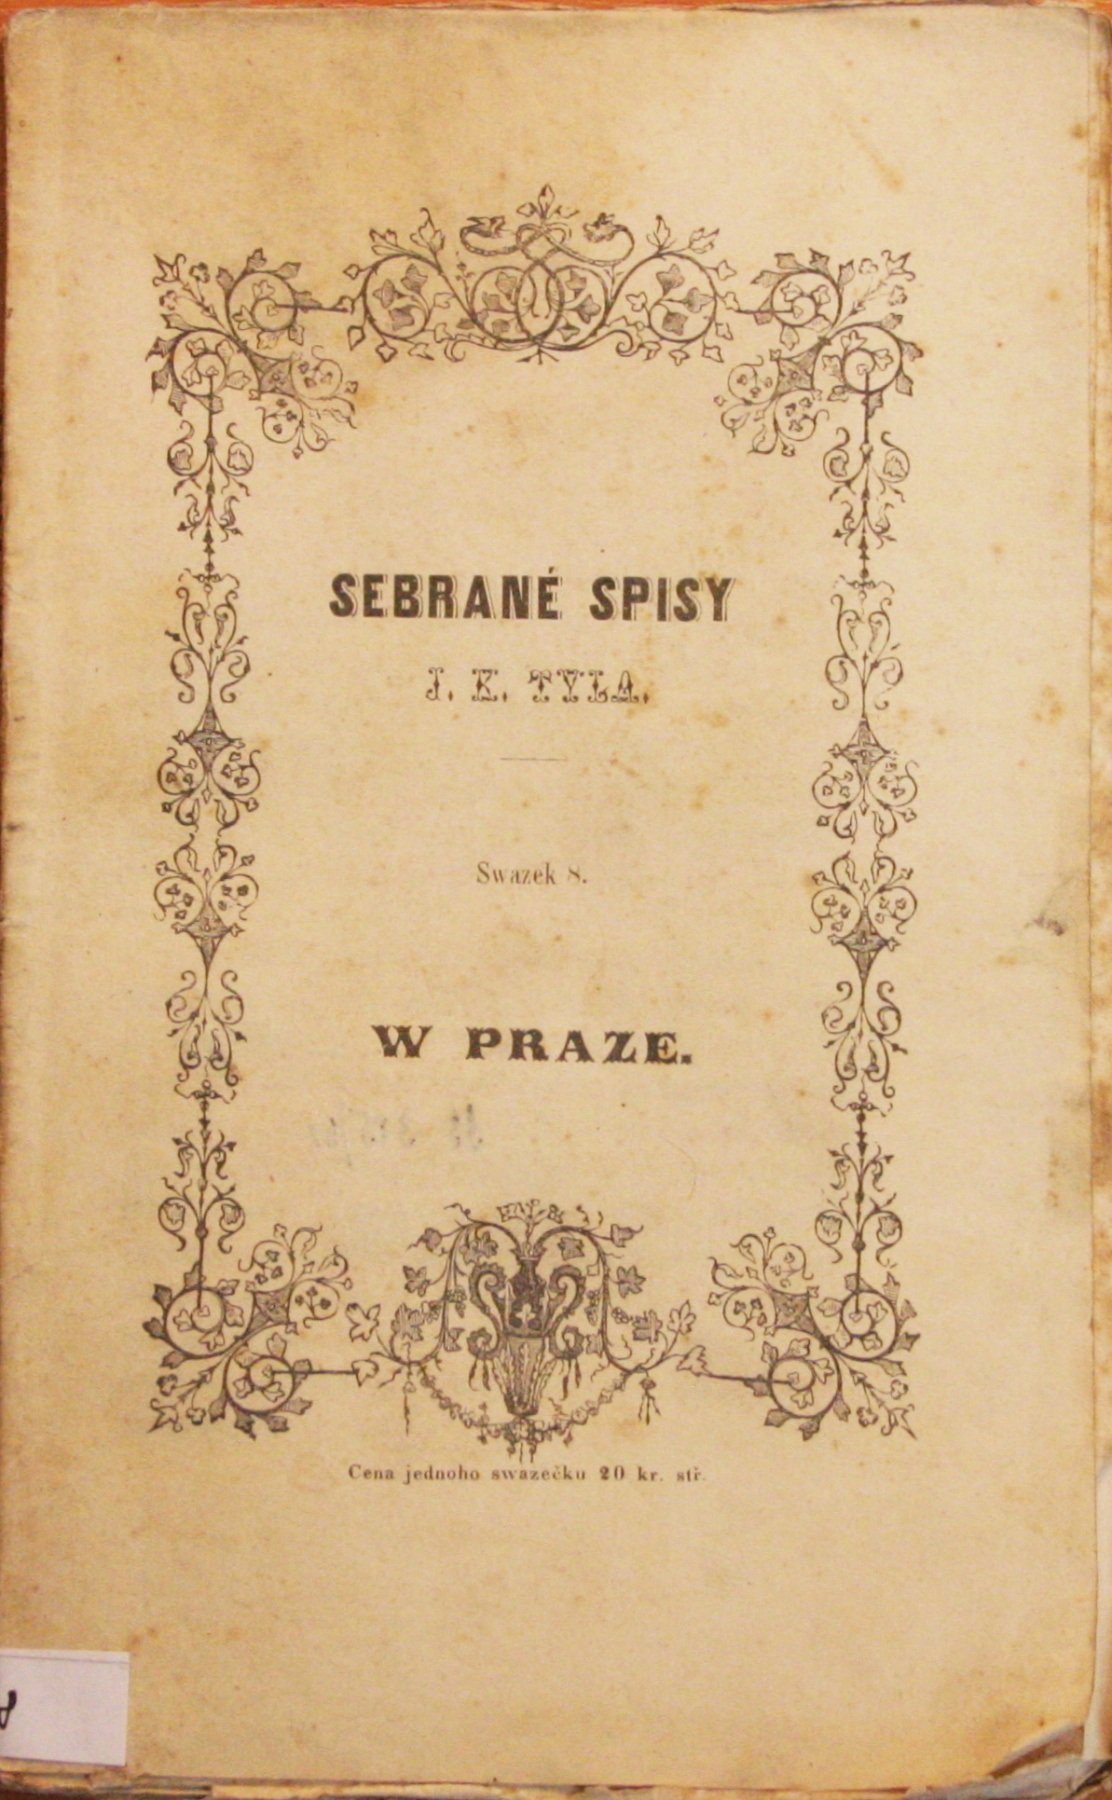 SEBRANÉ SPISY
J. K. TYLA.
Swazek 8.
W PRAZE.
Cena jednoho swazečku 20 kr. stř.